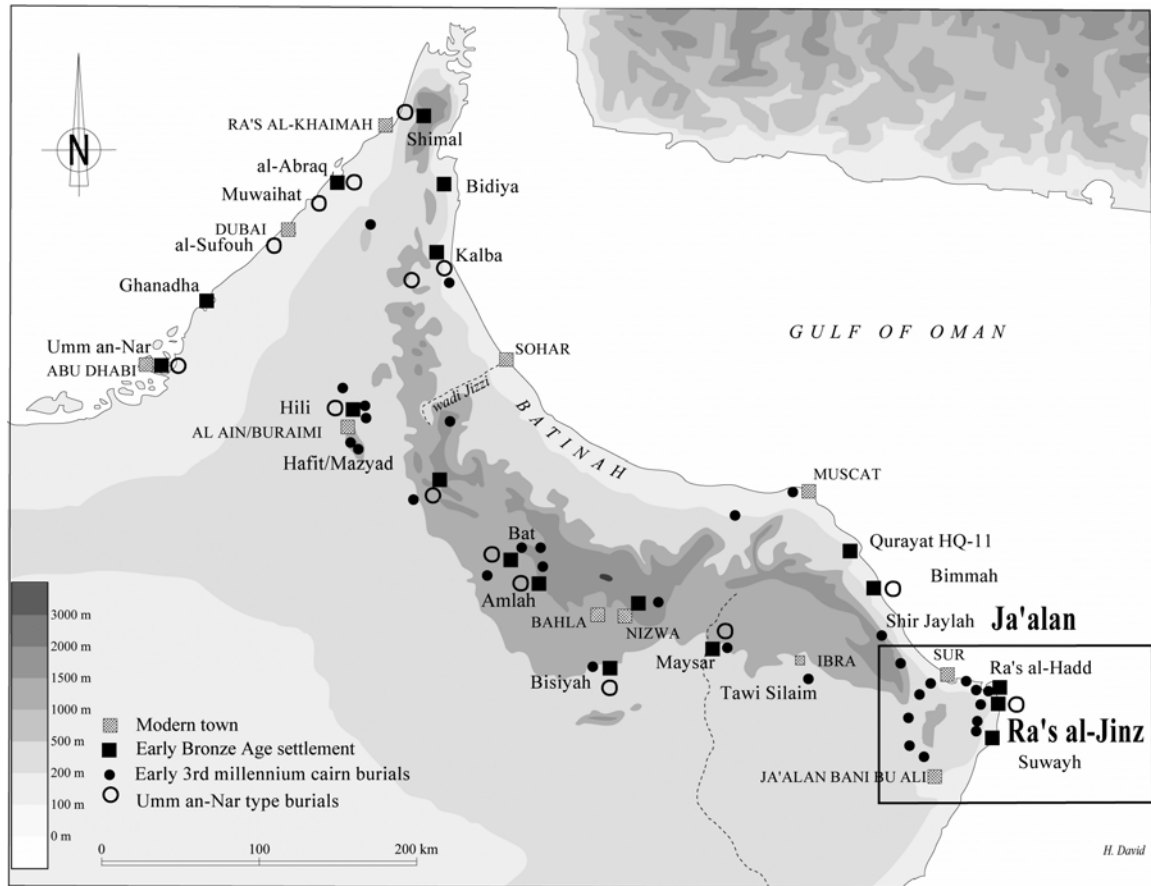 N
RA'S AL-KHAIMAH
Shimal
al-Abraq
Bidiya
Muwaihat
DUBAI
al-Sufouh
Kalba
Ghanadha
GULF OF OMAN
Umm an-Nar
ABU DHABI
SOHAR
wadi Jizzi
BATINAH
Hili
AL AIN/BURAIMI
Hafit/Mazyad
MUSCAT
Bat
Qurayat HQ-11
Bimmah
Amlah
BAHLA
NIZWA
Shir Jaylah
Ja'alan
Maysar
IBRA
SUR
Ra's al-Hadd
Bisiyah
Tawi Silaim
Ra's al-Jinz
Suwayh
JA'ALAN BANI BU ALI
3000 m
2000 m
1500 m
1000 m
500 m
200 m
100 m
0 m
Modern town
Early Bronze Age settlement
Early 3rd millennium cairn burials
Umm an-Nar type burials
0 100 200 km
H. David